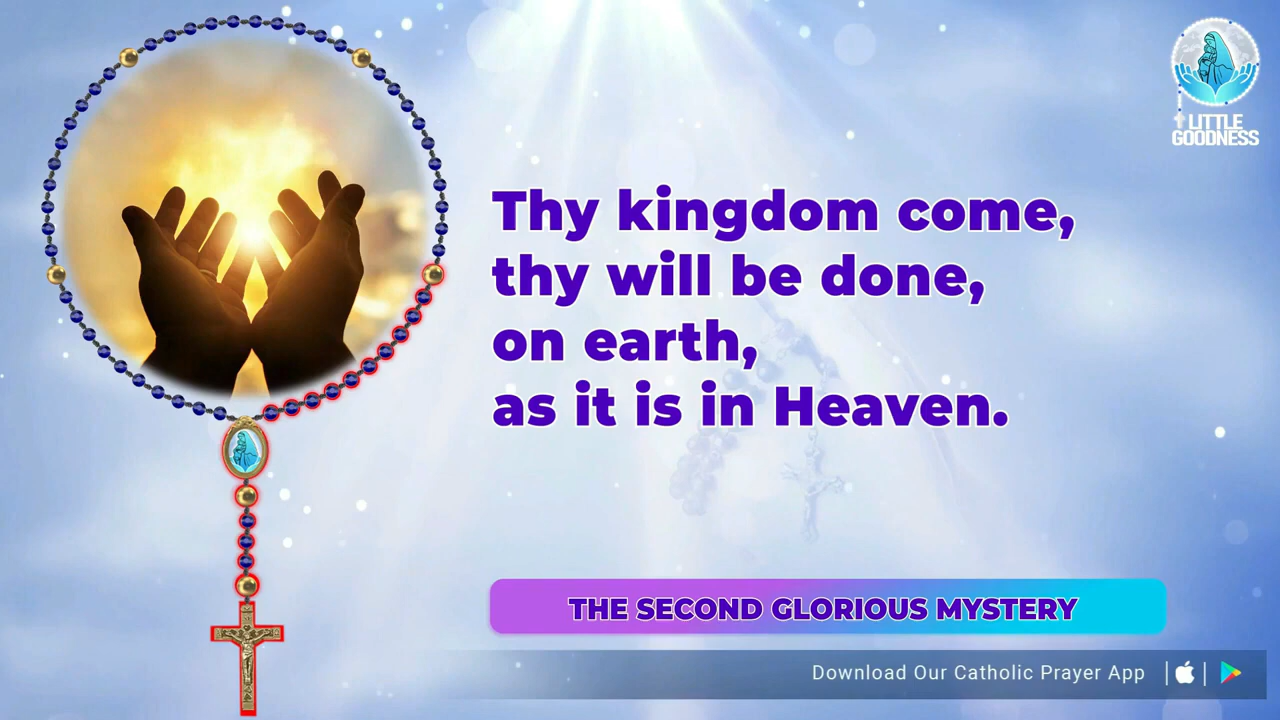 LITTLE
GOODNESS
Thy kingdom come,
thy will be done,
on earth,
as it is in Heaven.
THE SECOND GLORIOUS MYSTERY
Download Our Catholic Prayer App